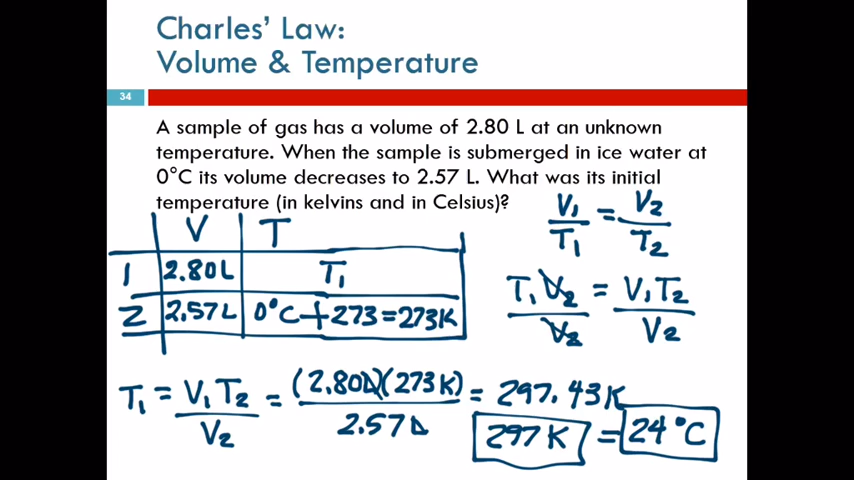 Charles' Law:
Volume & Temperature
34
A sample of gas has a volume of 2.80 L at an unknown
temperature. When the sample is submerged in ice water at
0°C its volume decreases to 2.57 L. What was its initial
temperature (in kelvins and in Celsius)?
V₁/T₁ = V₂/T₂
V T
1 2.80L T₁
2 2.57L 0°C + 273 = 273K
T₁V₂/V₂ = V₁T₂/V₂
T₁ = V₁T₂/V₂ = (2.80L)(273K)/2.57L = 297.43K
297K = 24°C